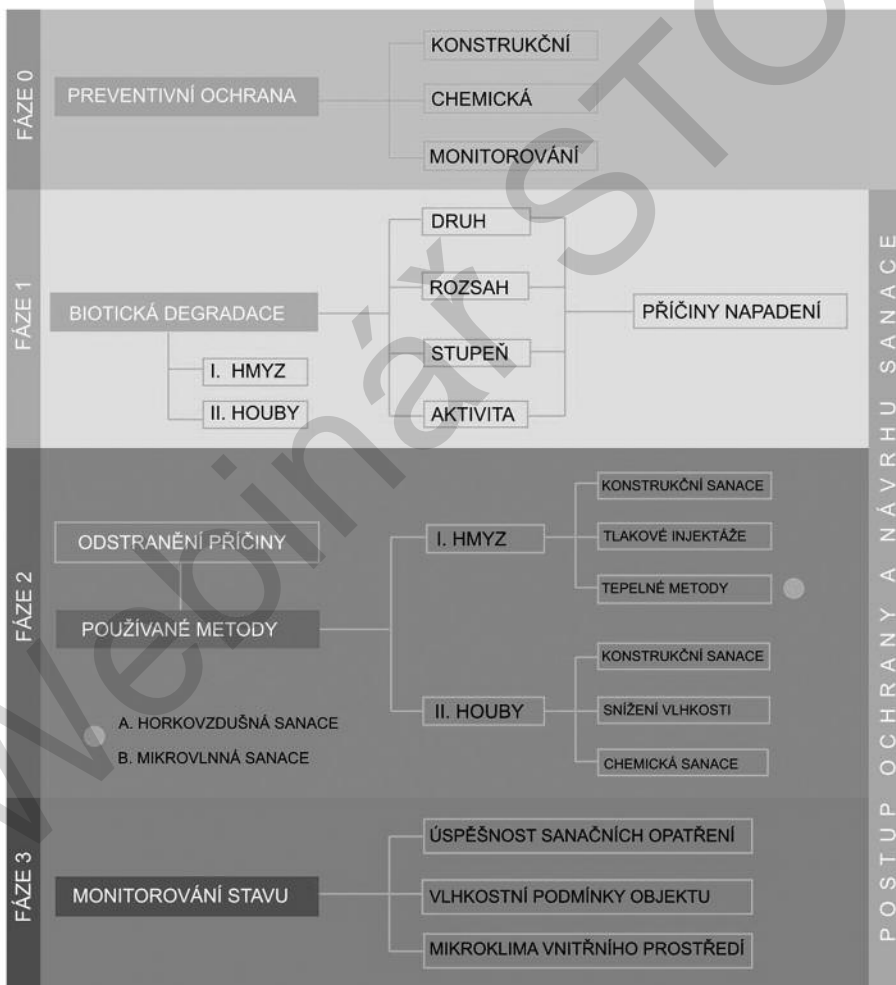 FÁZE 0
PREVENTIVNÍ OCHRANA
KONSTRUKČNÍ
CHEMICKÁ
MONITOROVÁNÍ
FÁZE 1
BIOTICKÁ DEGRADACE
I. HMYZ
II. HOUBY
DRUH
ROZSAH
STUPEŇ
AKTIVITA
PŘÍČINY NAPADENÍ
FÁZE 2
ODSTRANĚNÍ PŘÍČINY
POUŽÍVANÉ METODY
A. HORKOVZDUŠNÁ SANACE
B. MIKROVLNNÁ SANACE
I. HMYZ
KONSTRUKČNÍ SANACE
TLAKOVÉ INJEKTÁŽE
TEPELNÉ METODY
II. HOUBY
KONSTRUKČNÍ SANACE
SNÍŽENÍ VLHKOSTI
CHEMICKÁ SANACE
FÁZE 3
MONITOROVÁNÍ STAVU
ÚSPĚŠNOST SANAČNÍCH OPATŘENÍ
VLHKOSTNÍ PODMÍNKY OBJEKTU
MIKROKLIMA VNITŘNÍHO PROSTŘEDÍ
POSTUP OCHRANY A NÁVRHU SANACE
Webinář STO